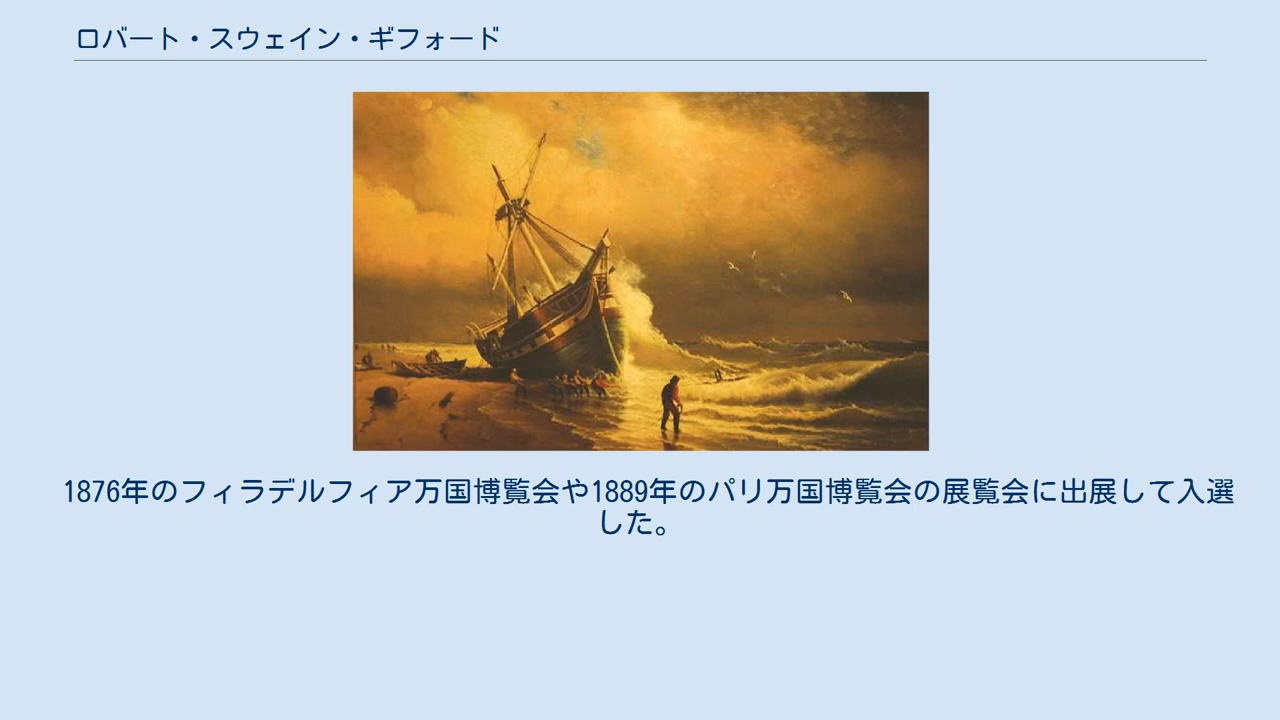 ロバート・スウェイン・ギフォード
1876年のフィラデルフィア万国博覧会や1889年のパリ万国博覧会の展覧会に出展して入選
した。